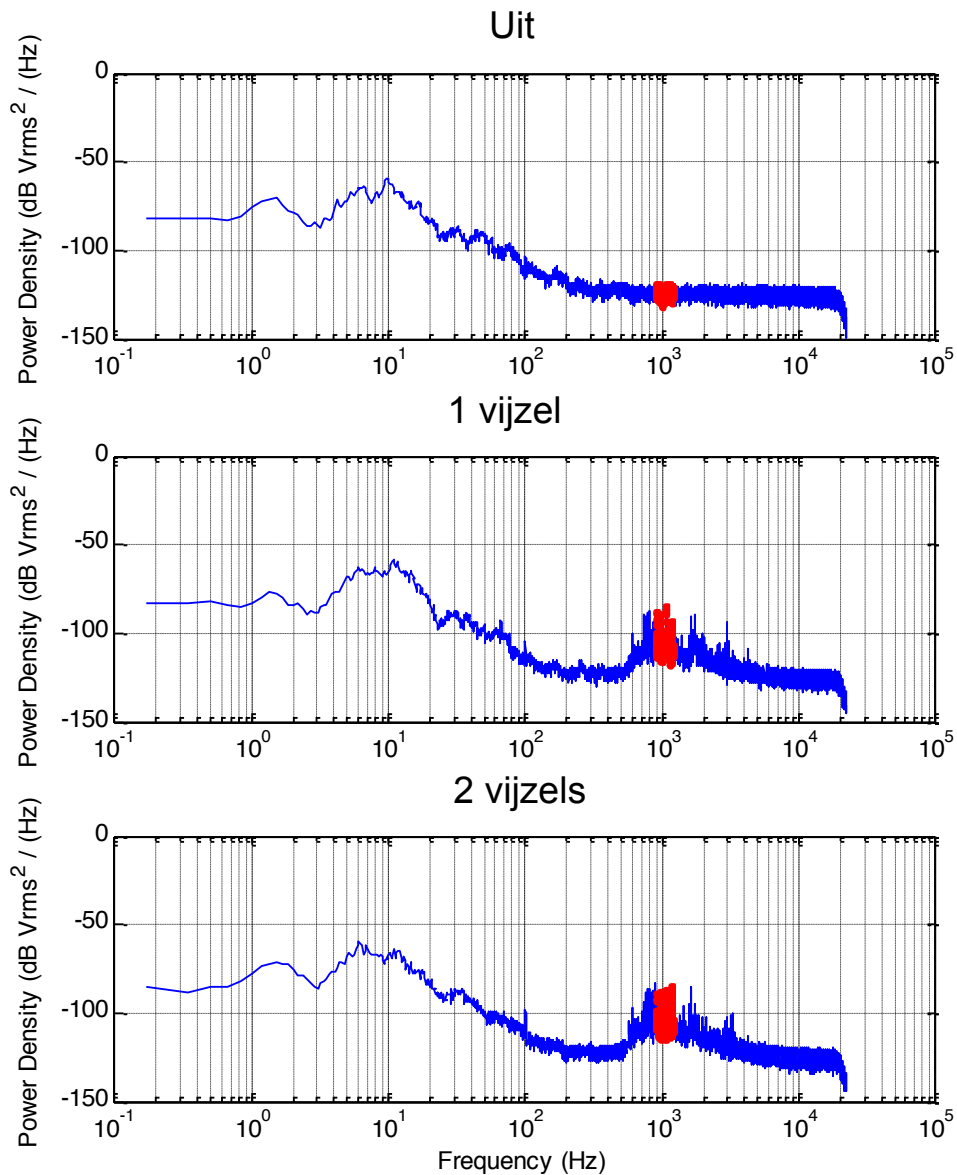 Uit
Power Density (dB Vrms² / (Hz)
0
-50
-100
-150
10⁻¹ 10⁰ 10¹ 10² 10³ 10⁴ 10⁵
1 vijzel
Power Density (dB Vrms² / (Hz)
0
-50
-100
-150
10⁻¹ 10⁰ 10¹ 10² 10³ 10⁴ 10⁵
2 vijzels
Power Density (dB Vrms² / (Hz)
0
-50
-100
-150
10⁻¹ 10⁰ 10¹ 10² 10³ 10⁴ 10⁵
Frequency (Hz)